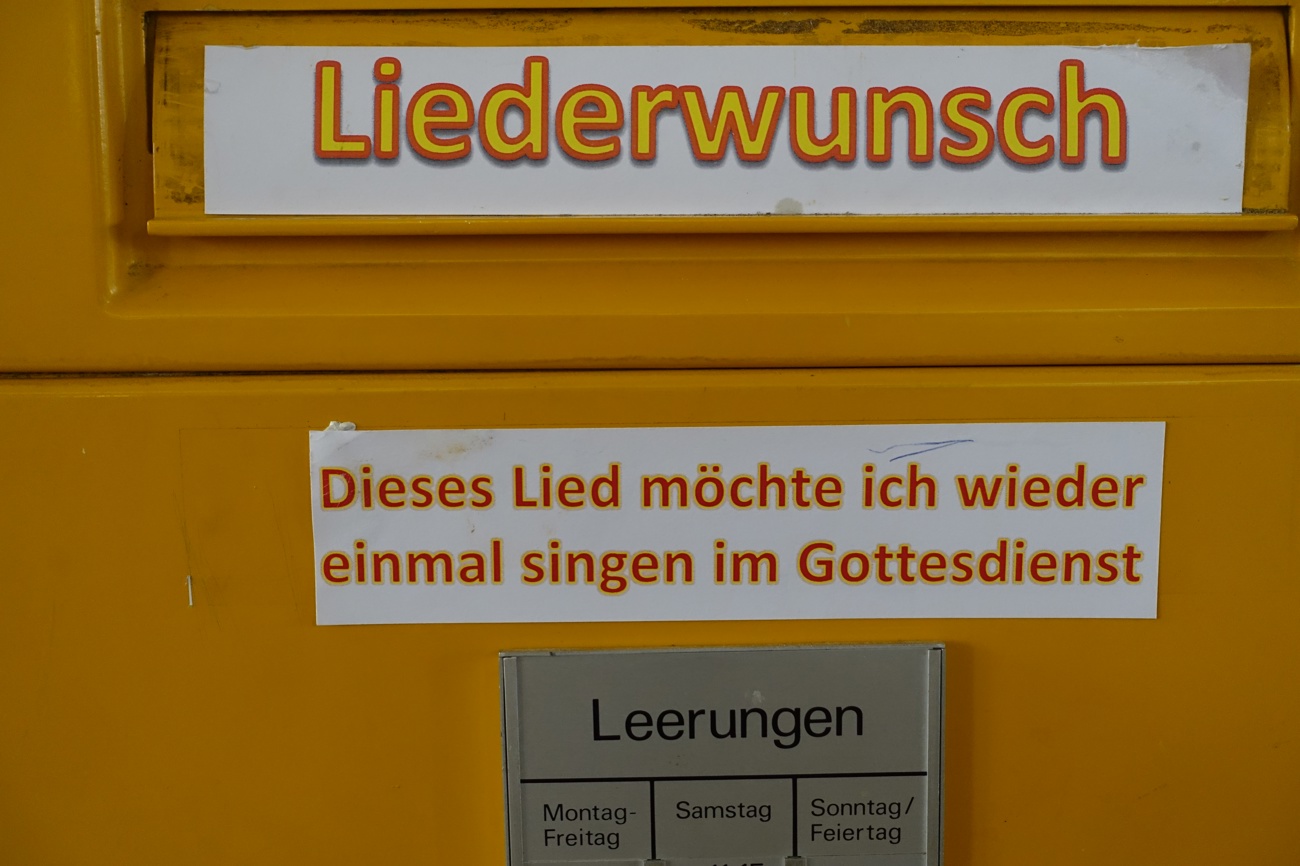 Liederwunsch
Dieses Lied möchte ich wieder
einmal singen im Gottesdienst
Leerungen
Montag-
Freitag
Samstag
Sonntag/
Feiertag